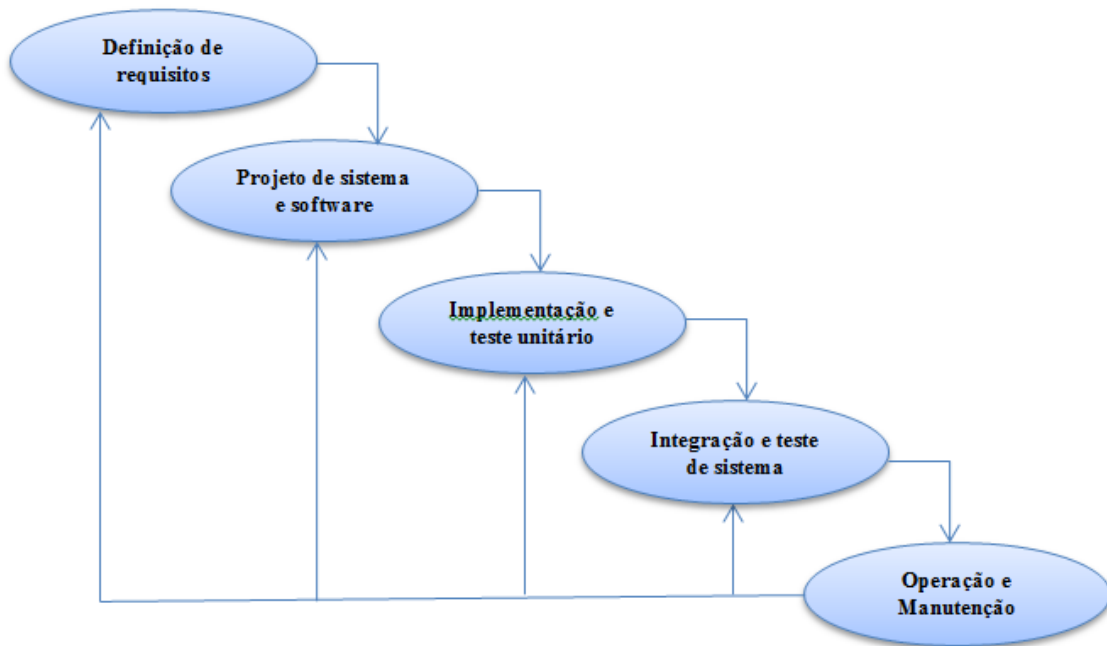 Definição de
requisitos
Projeto de sistema
e software
Implementação e
teste unitário
Integração e teste
de sistema
Operação e
Manutenção